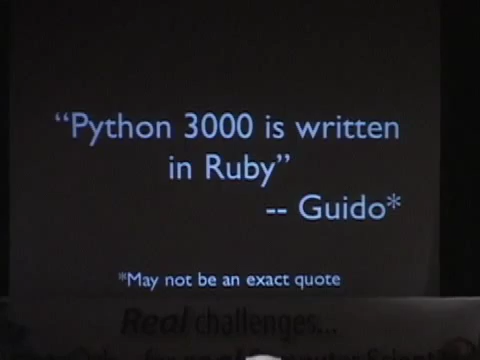 “Python 3000 is written
in Ruby”
-- Guido*
*May not be an exact quote
Real challenges...